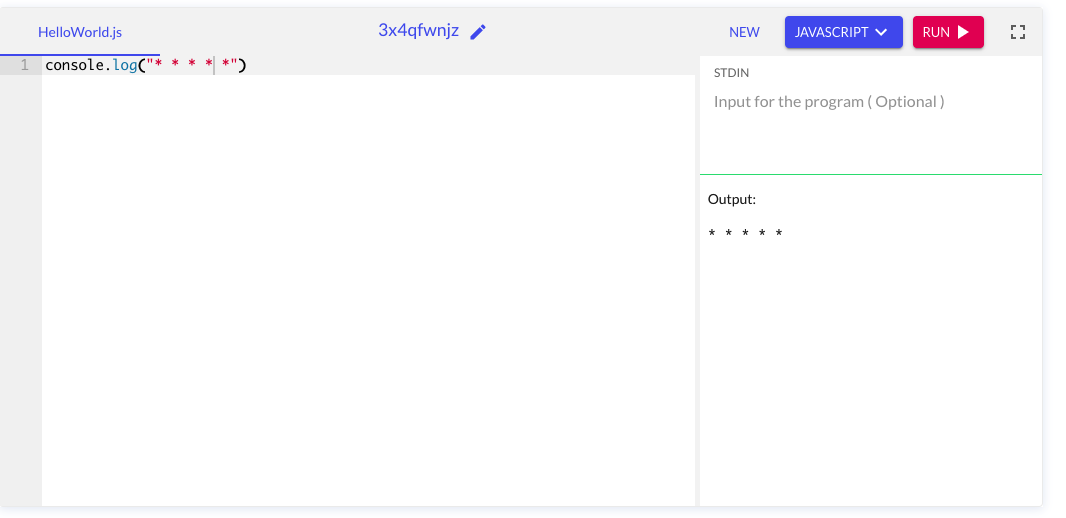 HelloWorld.js
3x4qfwnjz
NEW
JAVASCRIPT
RUN
1 console.log("* * * * *")
STDIN
Input for the program ( Optional )
Output:
* * * * *